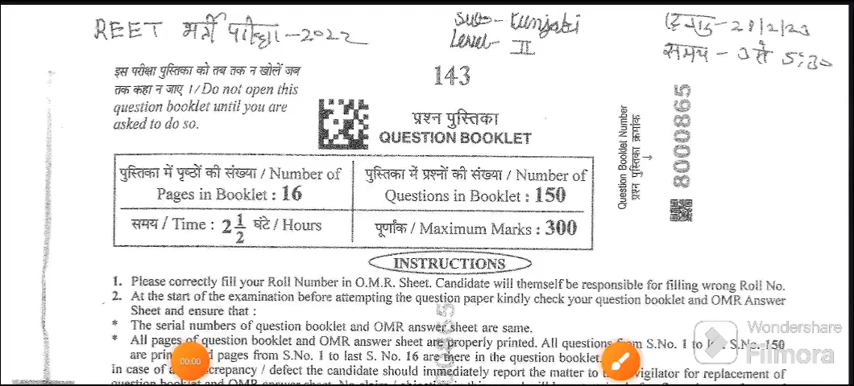 REET भर्ती परीक्षा - 2022
Sub - Punjabi
Level - II
दिनांक - 28/2/23
समय - 3 से 5:30
इस परीक्षा पुस्तिका को तब तक न खोलें जब
तक कहा न जाए ।/Do not open this
question booklet until you are
asked to do so.
143
प्रश्न पुस्तिका
QUESTION BOOKLET
Question Booklet Number
प्रश्न पुस्तिका क्रमांक
8000865
पुस्तिका में पृष्ठों की संख्या / Number of
Pages in Booklet : 16
पुस्तिका में प्रश्नों की संख्या / Number of
Questions in Booklet : 150
समय / Time : 2 1/2 घंटे / Hours
पूर्णांक / Maximum Marks : 300
INSTRUCTIONS
1. Please correctly fill your Roll Number in O.M.R. Sheet. Candidate will themself be responsible for filling wrong Roll No.
2. At the start of the examination before attempting the question paper kindly check your question booklet and OMR Answer
Sheet and ensure that :
* The serial numbers of question booklet and OMR answer sheet are same.
* All pages of question booklet and OMR answer sheet are properly printed. All questions from S.No. 1 to S.No. 150
are pages from S.No. 1 to last S. No. 16 are there in the question booklet.
In case of / defect the candidate should immediately report the matter to for replacement of
question booklet and OMR
00:00
Wondershare
Filmora